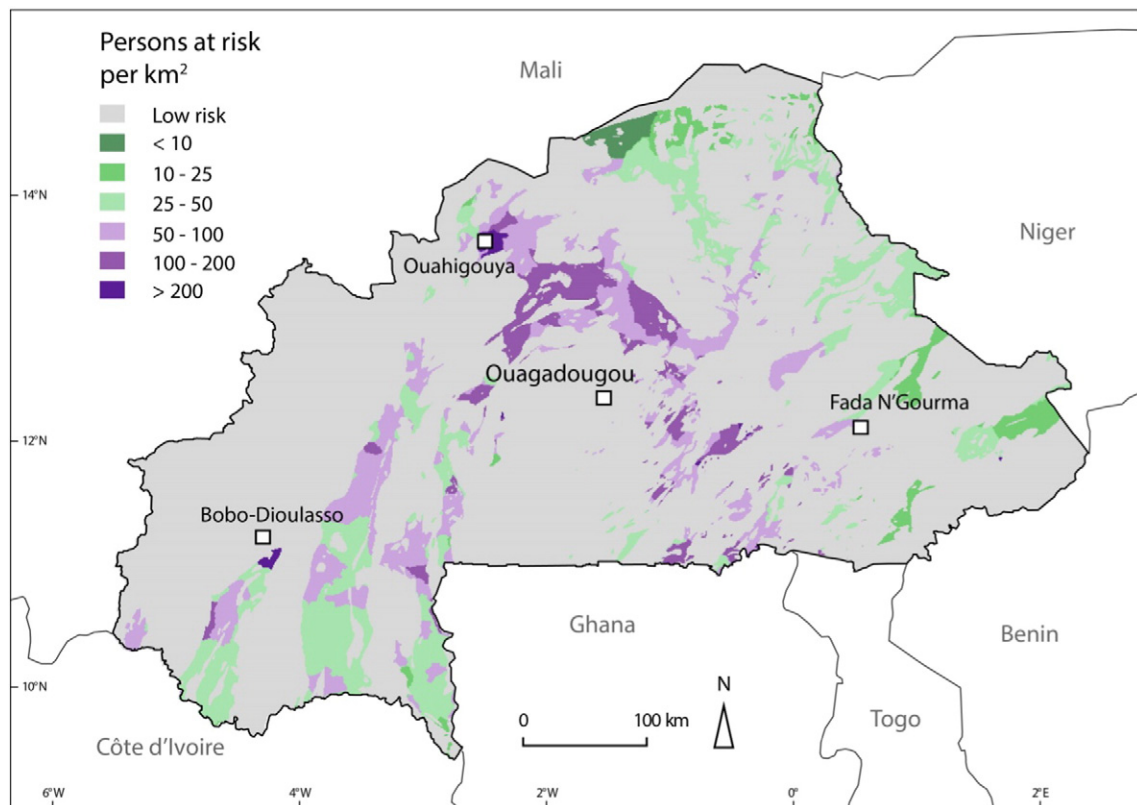 Persons at risk
per km²
Low risk
< 10
10 - 25
25 - 50
50 - 100
100 - 200
> 200
Mali
Niger
14°N
Ouahigouya
Ouagadougou
Fada N'Gourma
12°N
Bobo-Dioulasso
Ghana
Benin
10°N
N
0 100 km
Togo
Côte d'Ivoire
6°W 4°W 2°W 0° 2°E